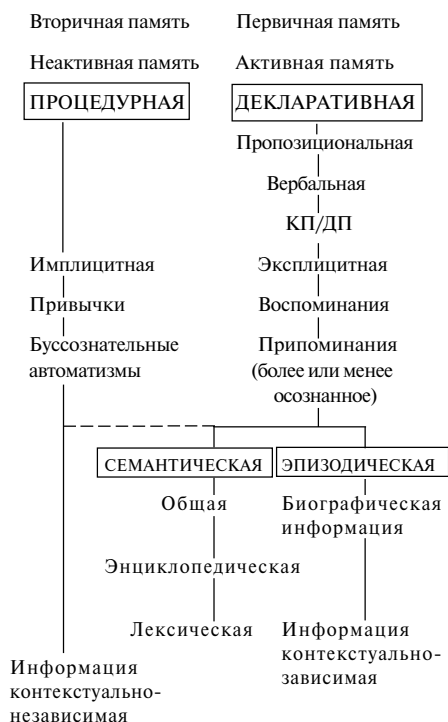 Вторичная память Первичная память
Неактивная память Активная память
ПРОЦЕДУРНАЯ ДЕКЛАРАТИВНАЯ
Пропозициональная
Вербальная
КП/ДП
Имплицитная Эксплицитная
Привычки Воспоминания
Буссознательные Припоминания
автоматизмы (более или менее
осознанное)
СЕМАНТИЧЕСКАЯ ЭПИЗОДИЧЕСКАЯ
Общая Биографическая
информация
Энциклопедическая
Лексическая Информация
контекстуально-
зависимая
Информация
контекстуально-
независимая